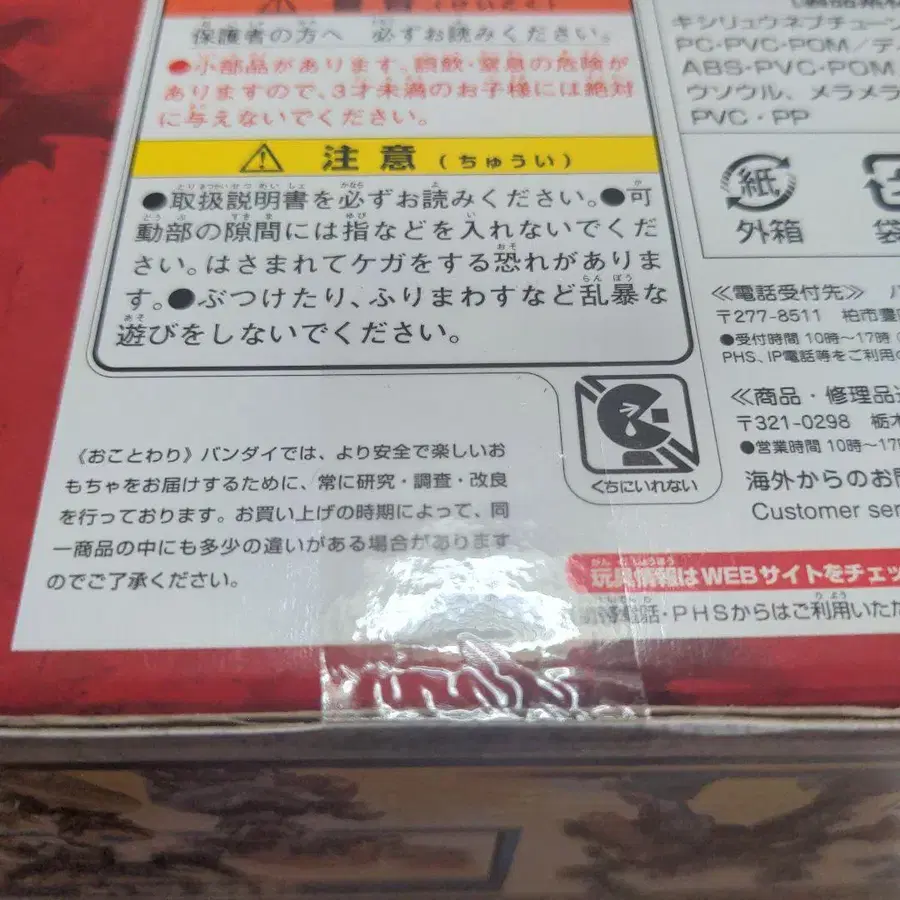 保護者の方へ 必ずお読みください。
●小部品があります。誤飲・窒息の危険が
ありますので、3才未満のお子様には絶対
に与えないでください。
注意(ちゅうい)
●取扱説明書を必ずお読みください。●可
動部の隙間には指などを入れないでくだ
さい。はさまれてケガをする恐れがありま
す。●ぶつけたり、ふりまわすなど乱暴な
遊びをしないでください。
くちにいれない
《おことわり》バンダイでは、より安全で楽しいお
もちゃをお届けするために、常に研究・調査・改良
を行っております。お買い上げの時期によって、同
一商品の中にも多少の違いがある場合があります
のでご了承ください。
キシリュウネプチューン
PC・PVC・POM/テ
ABS・PVC・POM
ウソウル、メラメラ
PVC・PP
紙
外箱
袋
≪電話受付先≫
〒277-8511 柏市豊
●受付時間 10時~17時
PHS、IP電話等をご利用の
≪商品・修理品送
〒321-0298 栃木
●営業時間 10時~17時
海外からのお問
Customer ser
玩具情報はWEBサイトをチェッ
携帯電話・PHSからはご利用いただ